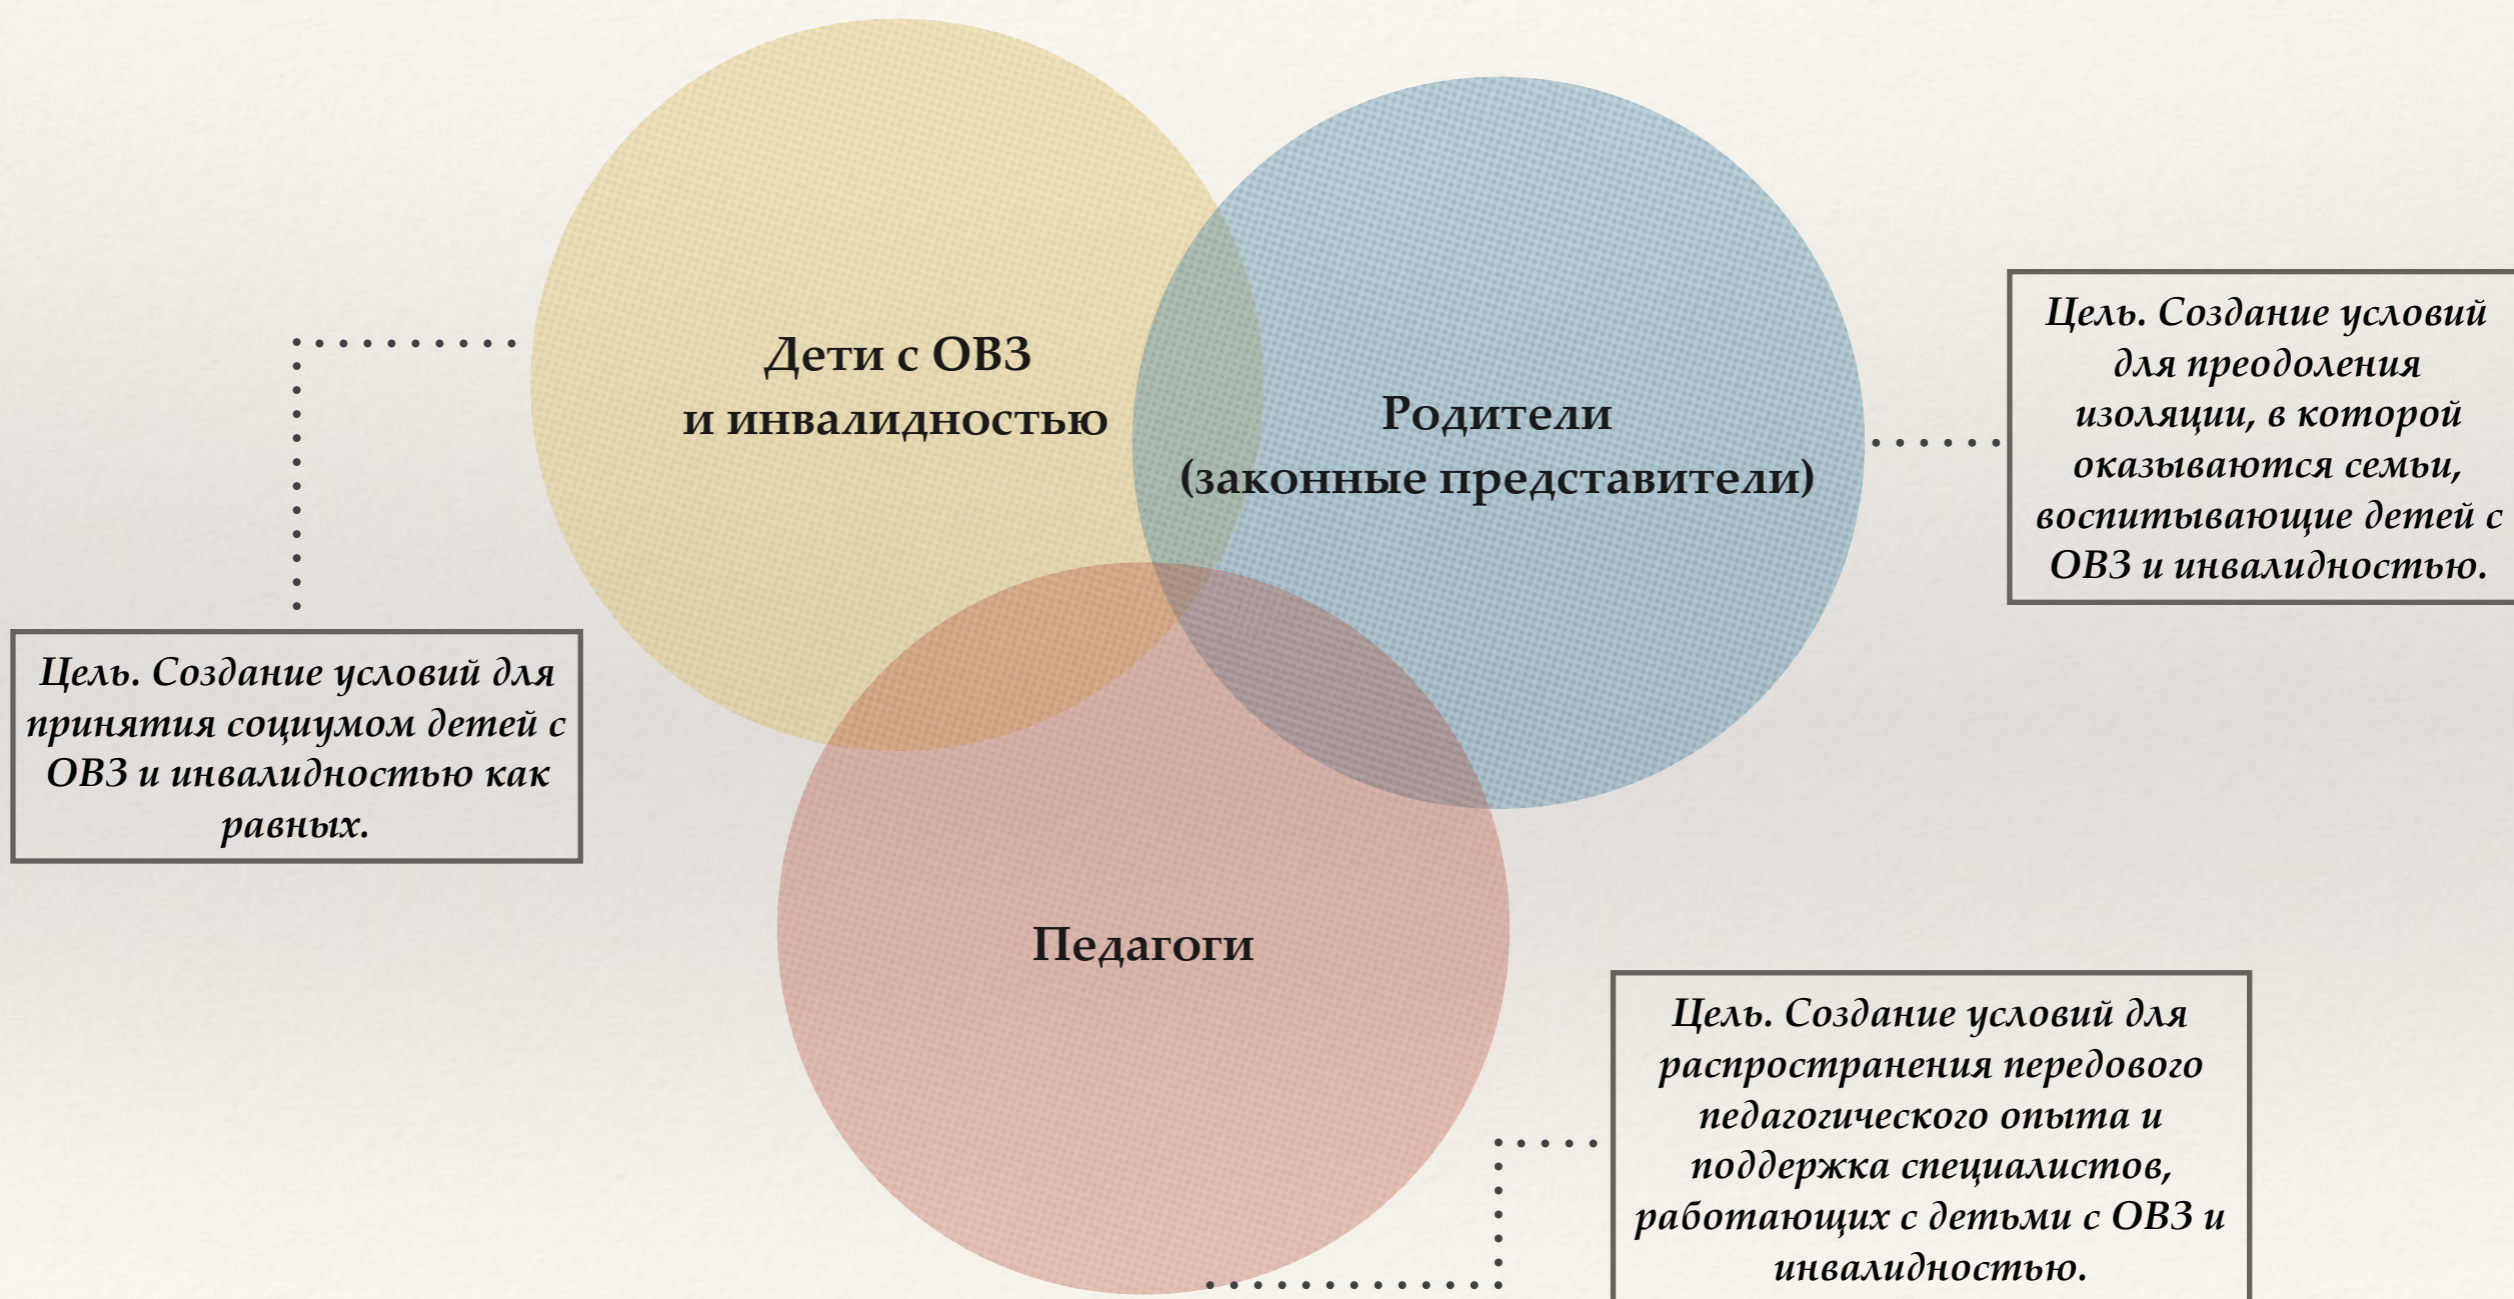 Дети с ОВЗ
и инвалидностью
Родители
(законные представители)
Педагоги
Цель. Создание условий
для преодоления
изоляции, в которой
оказываются семьи,
воспитывающие детей с
ОВЗ и инвалидностью.
Цель. Создание условий для
принятия социумом детей с
ОВЗ и инвалидностью как
равных.
Цель. Создание условий для
распространения передового
педагогического опыта и
поддержка специалистов,
работающих с детьми с ОВЗ и
инвалидностью.